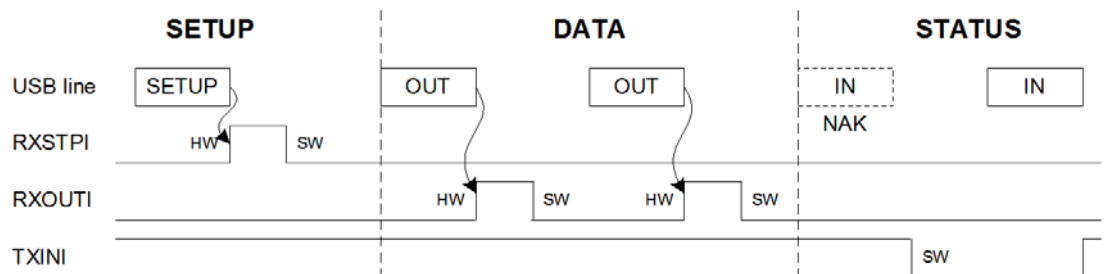 SETUP DATA STATUS
USB line SETUP OUT OUT IN IN
NAK
RXSTPI HW SW
RXOUTI HW SW HW SW
TXINI SW